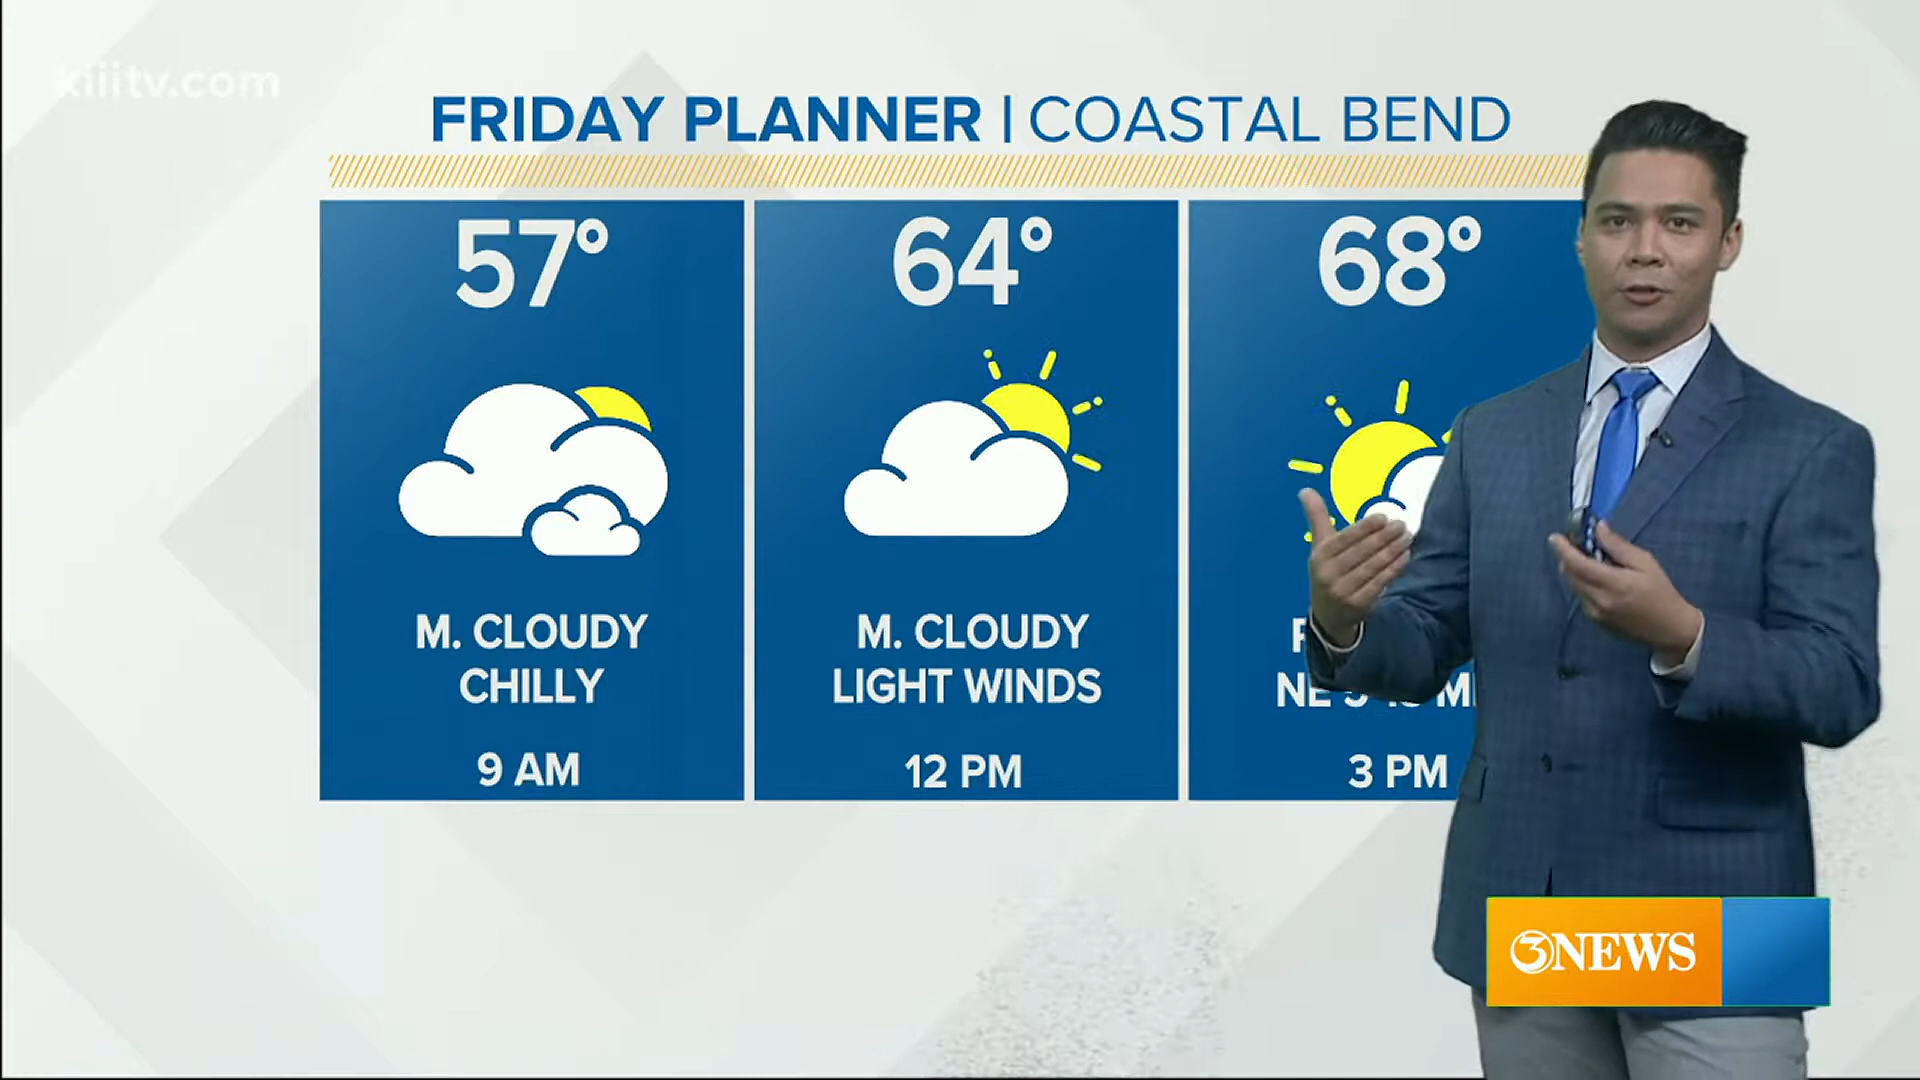 kiiitv.com
FRIDAY PLANNER | COASTAL BEND
57°
64°
68°
M. CLOUDY
CHILLY
M. CLOUDY
LIGHT WINDS
NE
9 AM
12 PM
3 PM
3NEWS